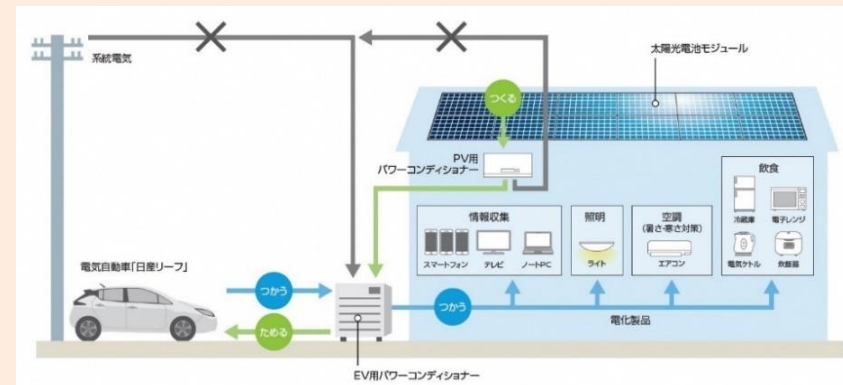 系統電気
太陽光電池モジュール
つくる
PV用
パワーコンディショナー
情報収集
スマートフォン
テレビ
ノートPC
照明
ライト
空調
(暑さ・寒さ対策)
エアコン
飲食
冷蔵庫
電子レンジ
電気ケトル
炊飯器
電気自動車「日産リーフ」
つかう
ためる
つかう
電化製品
EV用パワーコンディショナー